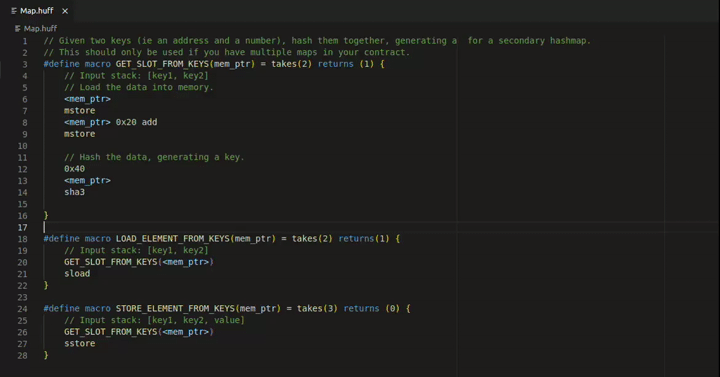 Map.huff
Map.huff
1 // Given two keys (ie an address and a number), hash them together, generating a  for a secondary hashmap.
2 // This should only be used if you have multiple maps in your contract.
3 #define macro GET_SLOT_FROM_KEYS(mem_ptr) = takes(2) returns (1) {
4     // Input stack: [key1, key2]
5     // Load the data into memory.
6     <mem_ptr>
7     mstore
8     <mem_ptr> 0x20 add
9     mstore
10
11     // Hash the data, generating a key.
12     0x40
13     <mem_ptr>
14     sha3
15
16 }
17
18 #define macro LOAD_ELEMENT_FROM_KEYS(mem_ptr) = takes(2) returns(1) {
19     // Input stack: [key1, key2]
20     GET_SLOT_FROM_KEYS(<mem_ptr>)
21     sload
22 }
23
24 #define macro STORE_ELEMENT_FROM_KEYS(mem_ptr) = takes(3) returns (0) {
25     // Input stack: [key1, key2, value]
26     GET_SLOT_FROM_KEYS(<mem_ptr>)
27     sstore
28 }